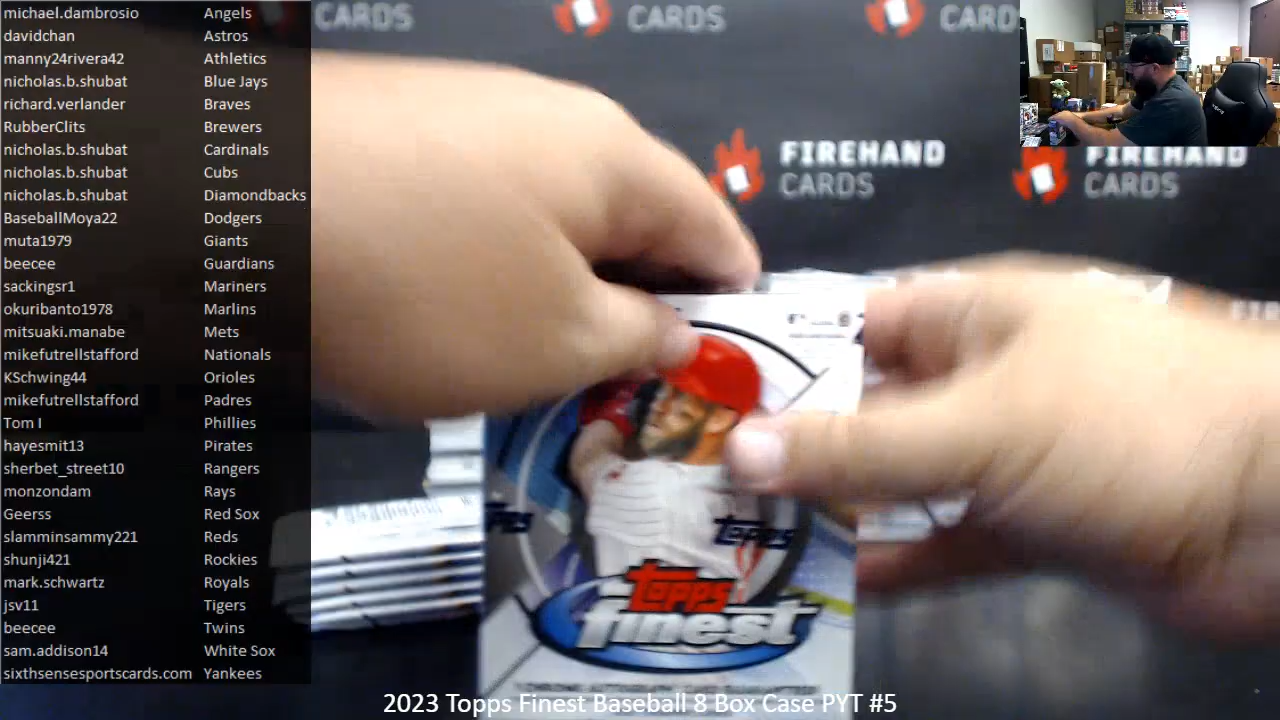 michael.dambrosio Angels
davidchan Astros
manny24rivera42 Athletics
nicholas.b.shubat Blue Jays
richard.verlander Braves
RubberClits Brewers
nicholas.b.shubat Cardinals
nicholas.b.shubat Cubs
nicholas.b.shubat Diamondbacks
BaseballMoya22 Dodgers
muta1979 Giants
beecee Guardians
sackingsr1 Mariners
okuribanto1978 Marlins
mitsuaki.manabe Mets
mikefutrellstafford Nationals
KSchwing44 Orioles
mikefutrellstafford Padres
Tom I Phillies
hayesmit13 Pirates
sherbet_street10 Rangers
monzondam Rays
Geerss Red Sox
slamminsammy221 Reds
shunji421 Rockies
mark.schwartz Royals
jsv11 Tigers
beecee Twins
sam.addison14 White Sox
sixthsensesportscards.com Yankees
CARDS
CARDS
CARD
FIREHAND
CARDS
FIREHAND
CARDS
Topps
topps
finest
2023 Topps Finest Baseball 8 Box Case PYT #5